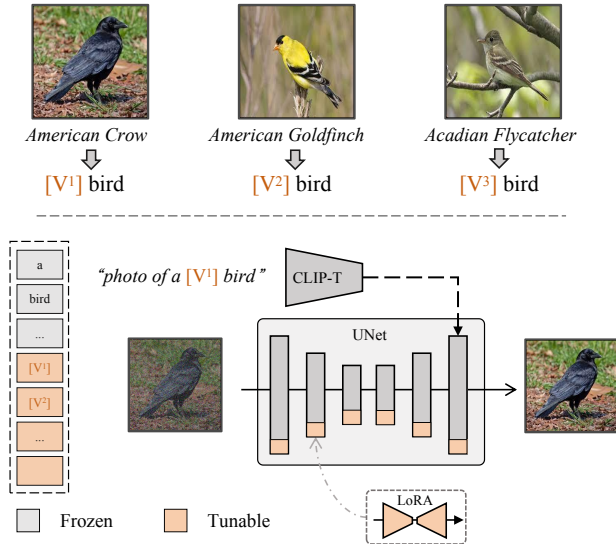 American Crow
American Goldfinch
Acadian Flycatcher
[V¹] bird
[V²] bird
[V³] bird
a
bird
...
[V¹]
[V²]
...
“photo of a [V¹] bird”
CLIP-T
UNet
LoRA
Frozen
Tunable